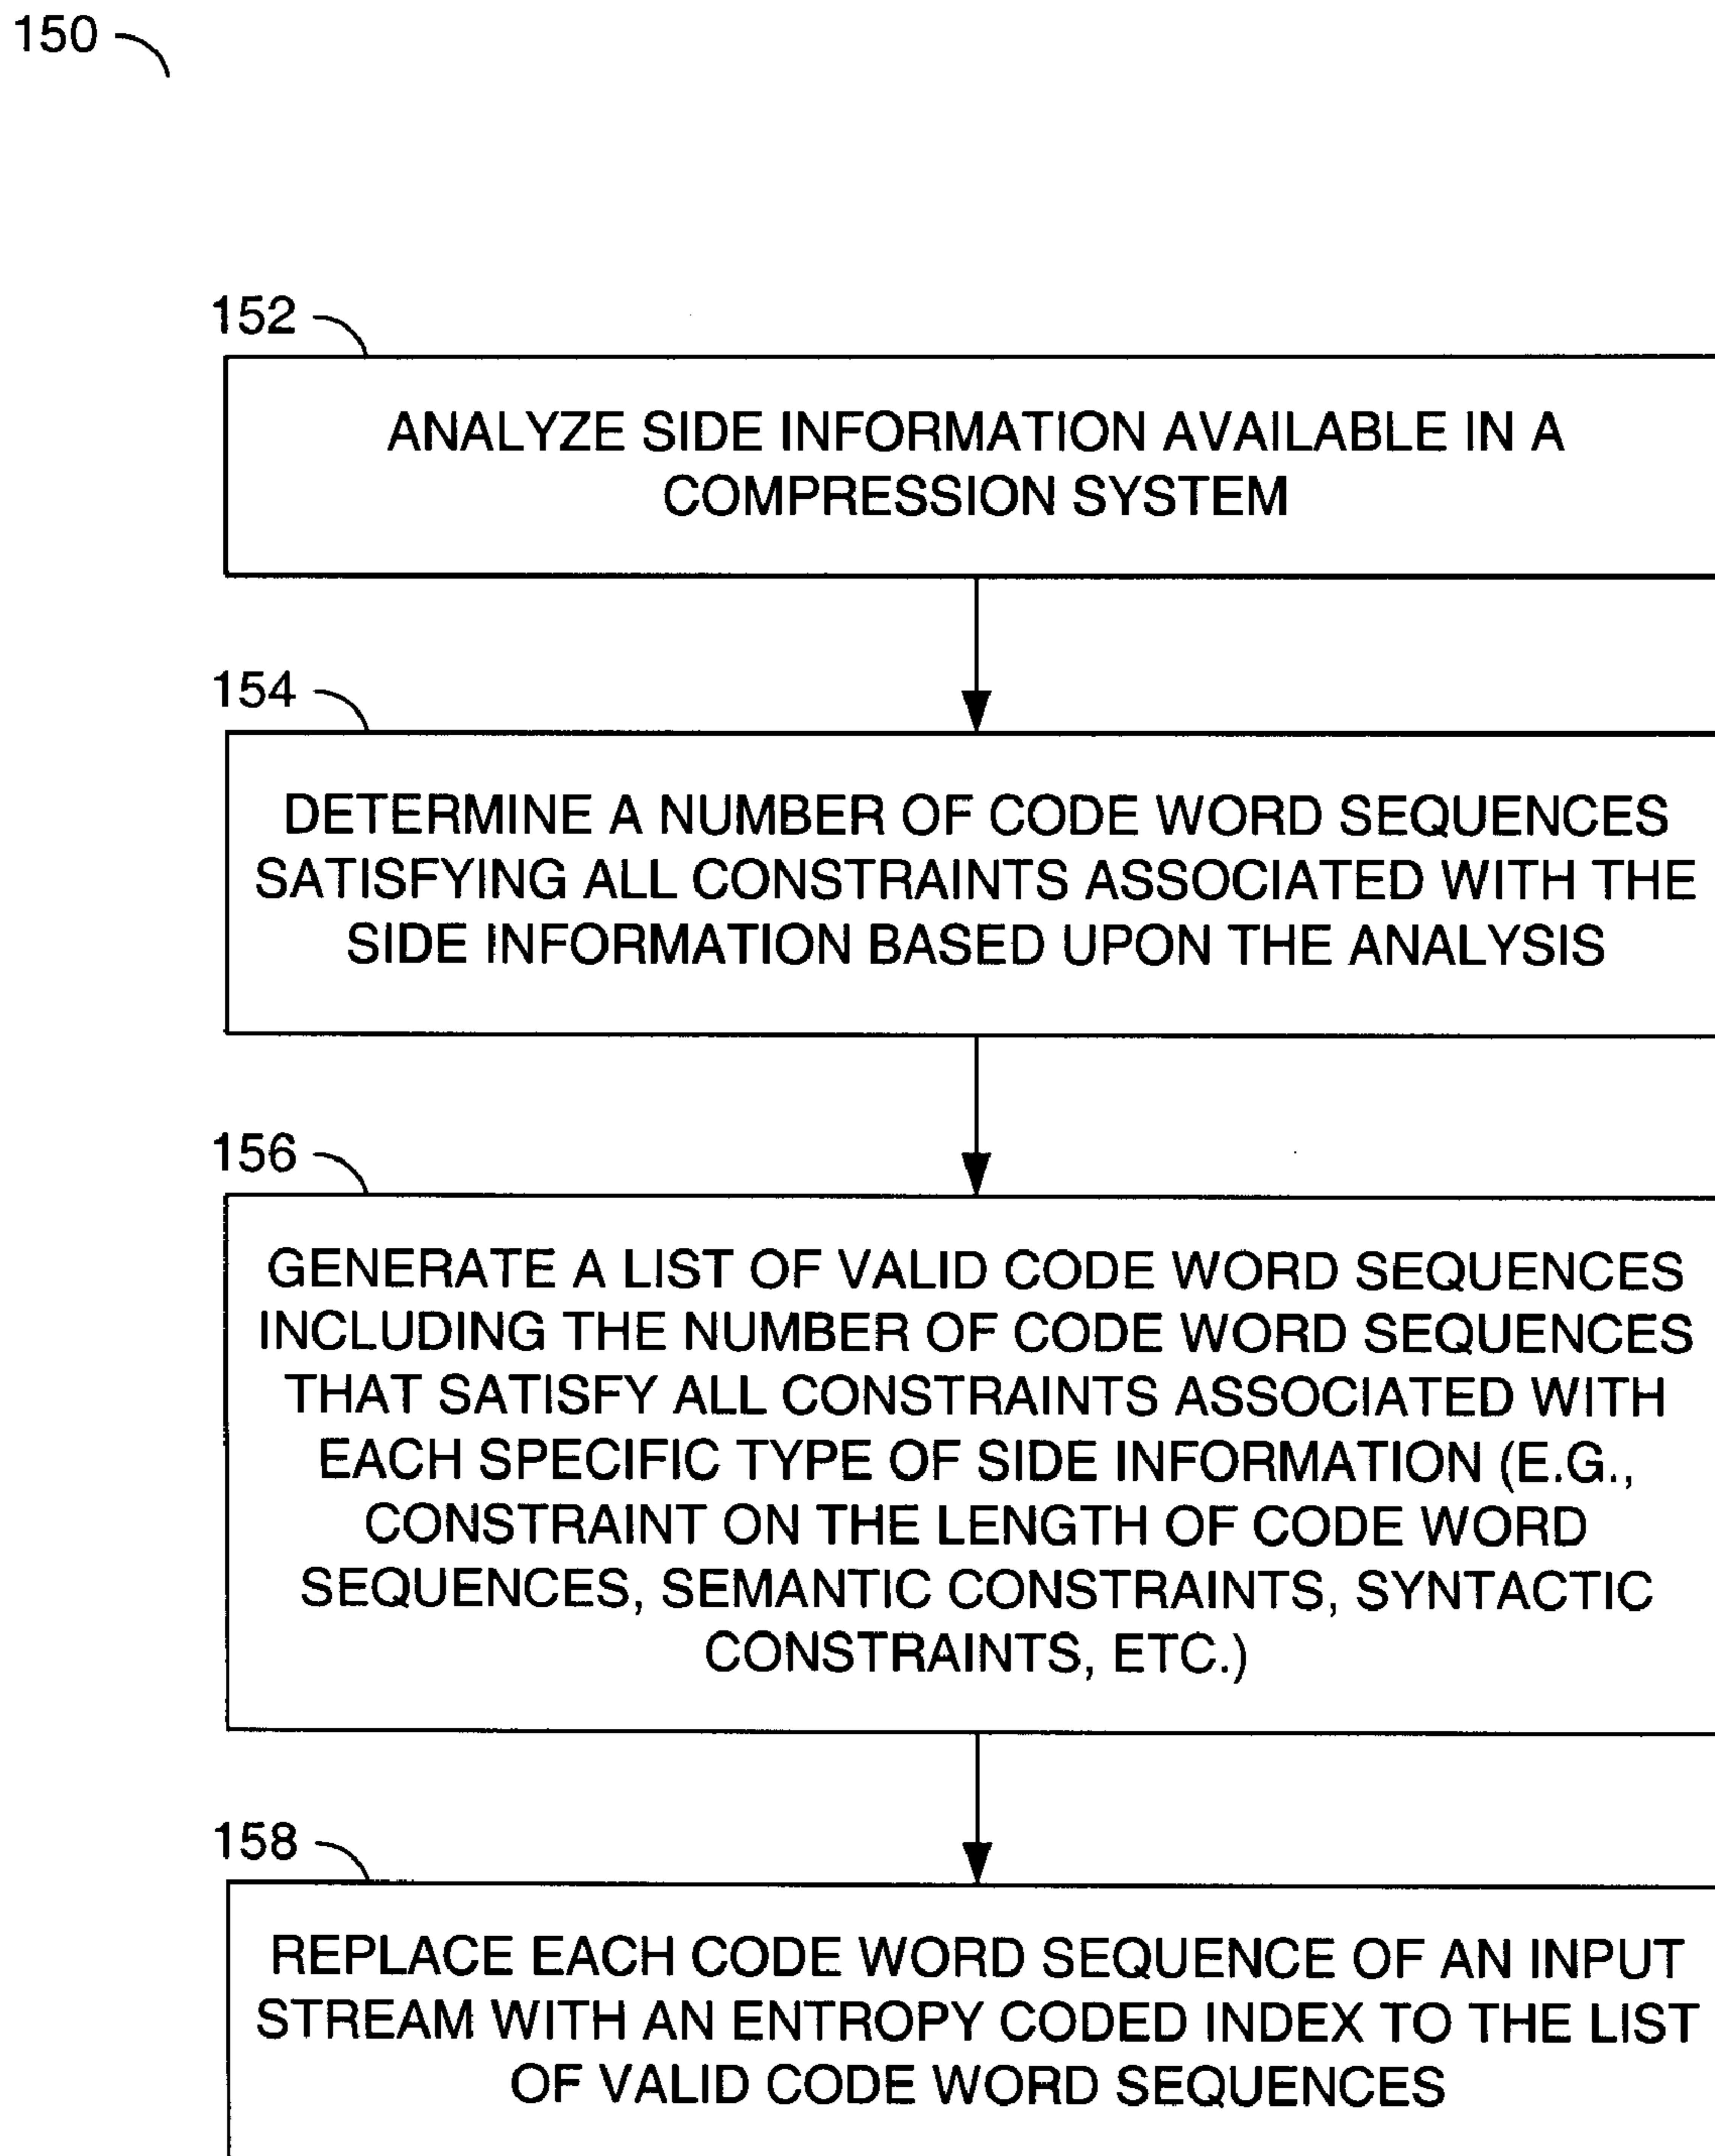 150
152
ANALYZE SIDE INFORMATION AVAILABLE IN A
COMPRESSION SYSTEM
154
DETERMINE A NUMBER OF CODE WORD SEQUENCES
SATISFYING ALL CONSTRAINTS ASSOCIATED WITH THE
SIDE INFORMATION BASED UPON THE ANALYSIS
156
GENERATE A LIST OF VALID CODE WORD SEQUENCES
INCLUDING THE NUMBER OF CODE WORD SEQUENCES
THAT SATISFY ALL CONSTRAINTS ASSOCIATED WITH
EACH SPECIFIC TYPE OF SIDE INFORMATION (E.G.,
CONSTRAINT ON THE LENGTH OF CODE WORD
SEQUENCES, SEMANTIC CONSTRAINTS, SYNTACTIC
CONSTRAINTS, ETC.)
158
REPLACE EACH CODE WORD SEQUENCE OF AN INPUT
STREAM WITH AN ENTROPY CODED INDEX TO THE LIST
OF VALID CODE WORD SEQUENCES